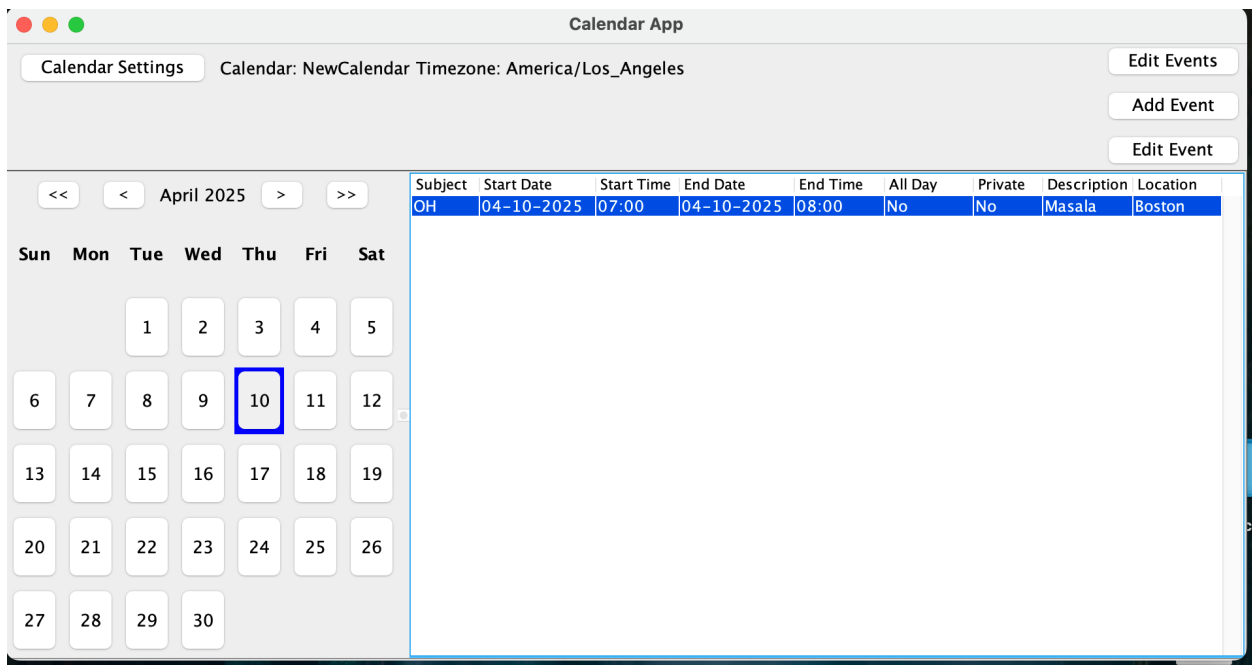 Calendar App
Calendar Settings Calendar: NewCalendar Timezone: America/Los_Angeles Edit Events
Add Event
Edit Event
<< < April 2025 > >>
Sun Mon Tue Wed Thu Fri Sat
1 2 3 4 5
6 7 8 9 10 11 12
13 14 15 16 17 18 19
20 21 22 23 24 25 26
27 28 29 30
Subject Start Date Start Time End Date End Time All Day Private Description Location
OH 04-10-2025 07:00 04-10-2025 08:00 No No Masala Boston